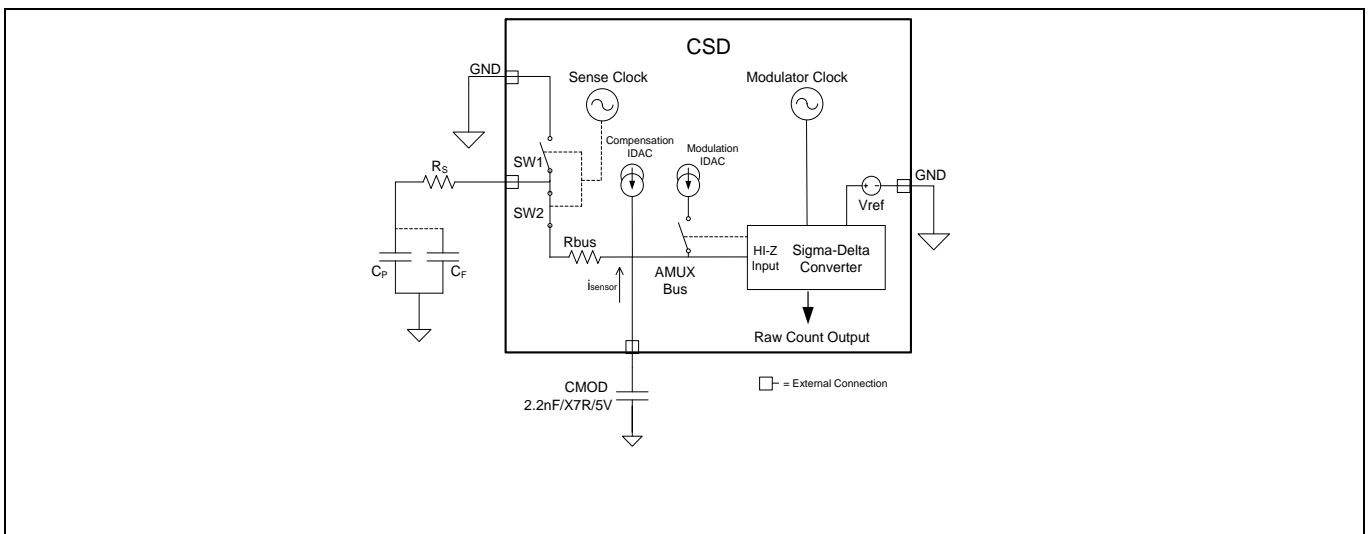 CSD
GND
Sense Clock
Modulator Clock
Compensation
IDAC
Modulation
IDAC
SW1
RS
GND
Vref
SW2
Rbus
HI-Z
Input
Sigma-Delta
Converter
CP
CF
isensor
AMUX
Bus
Raw Count Output
CMOD
2.2nF/X7R/5V
= External Connection